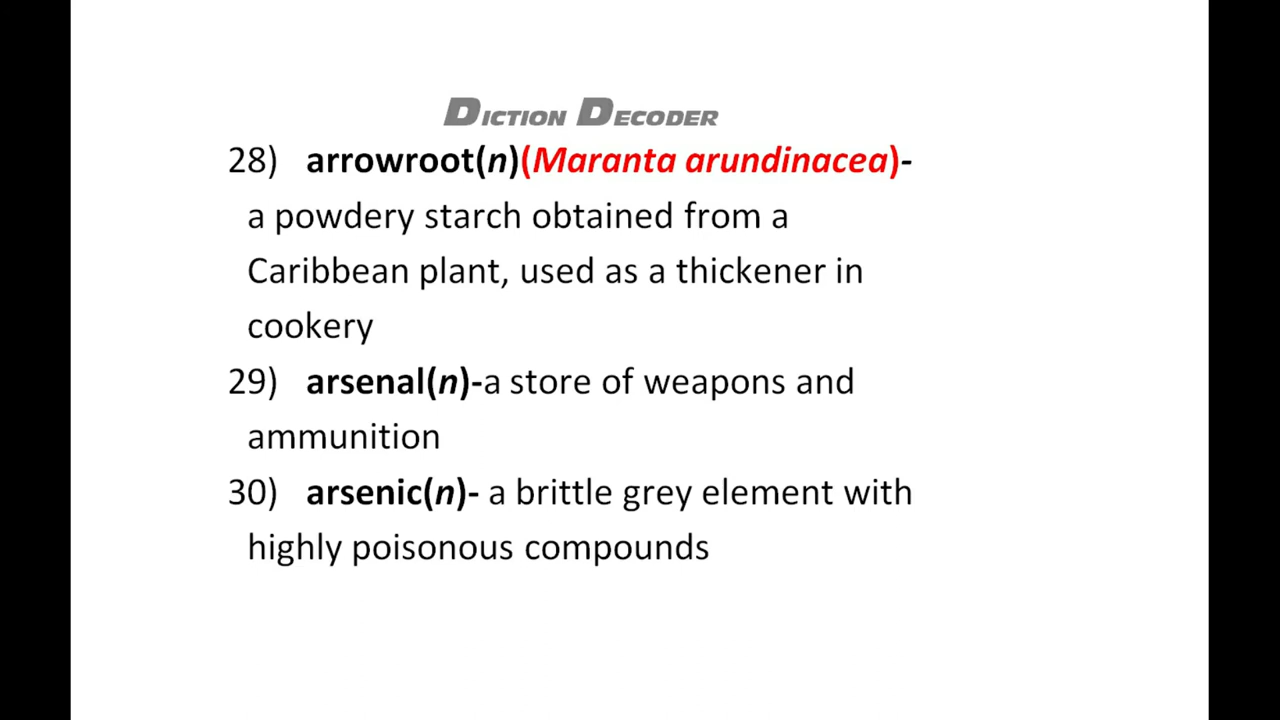 DICTION DECODER
28) arrowroot(n)(Maranta arundinacea)-
a powdery starch obtained from a
Caribbean plant, used as a thickener in
cookery
29) arsenal(n)-a store of weapons and
ammunition
30) arsenic(n)- a brittle grey element with
highly poisonous compounds